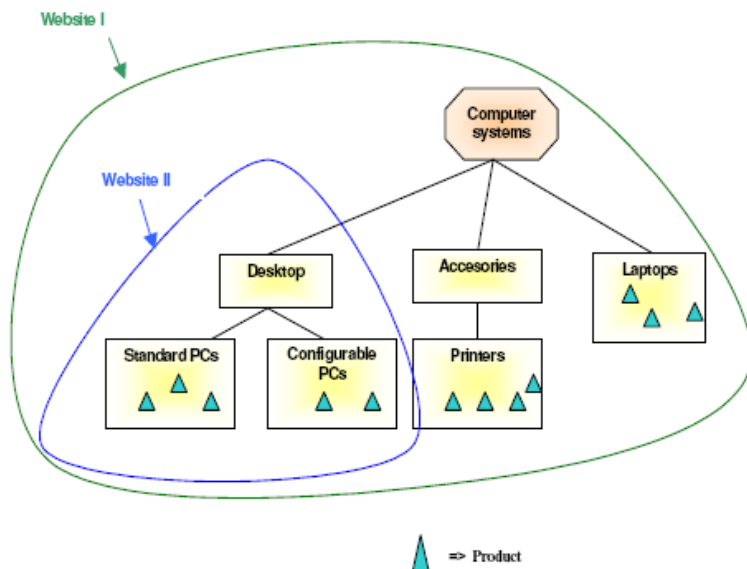 Website I
Computer
systems
Website II
Desktop
Accesories
Laptops
Standard PCs
Configurable
PCs
Printers
=> Product